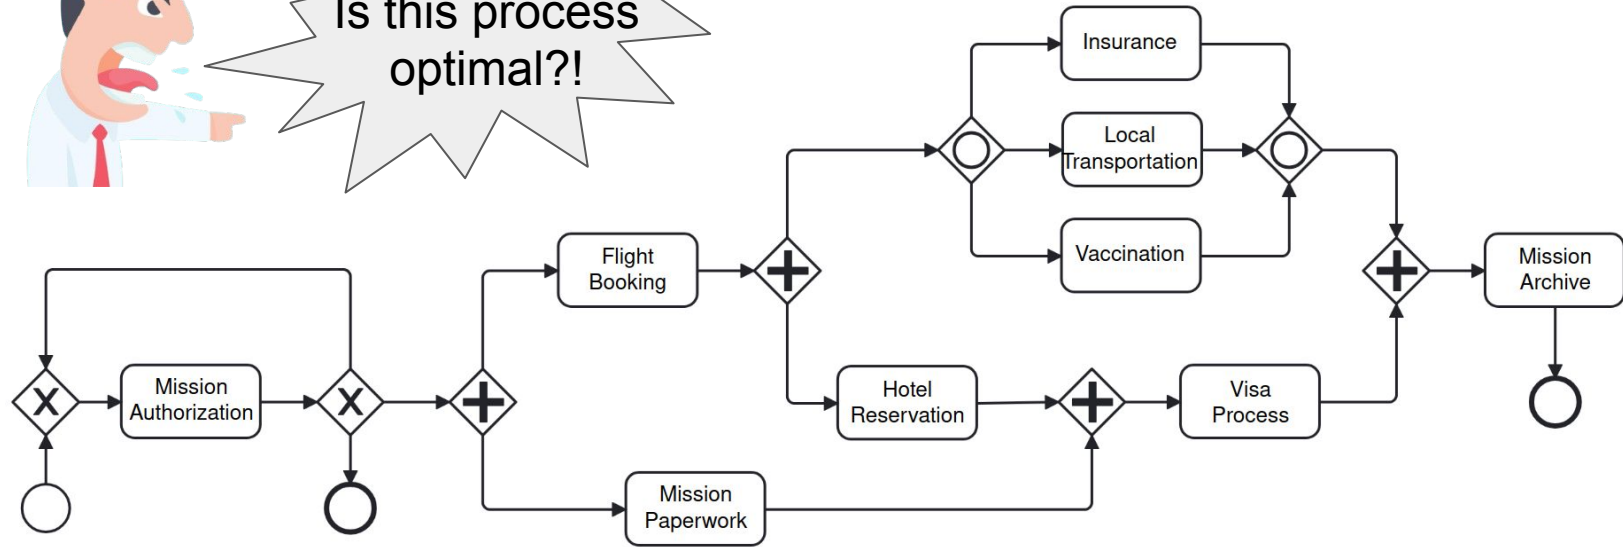 Is this process
optimal?!
Insurance
Local
Transportation
Vaccination
Flight
Booking
Mission
Archive
Mission
Authorization
Hotel
Reservation
Visa
Process
Mission
Paperwork